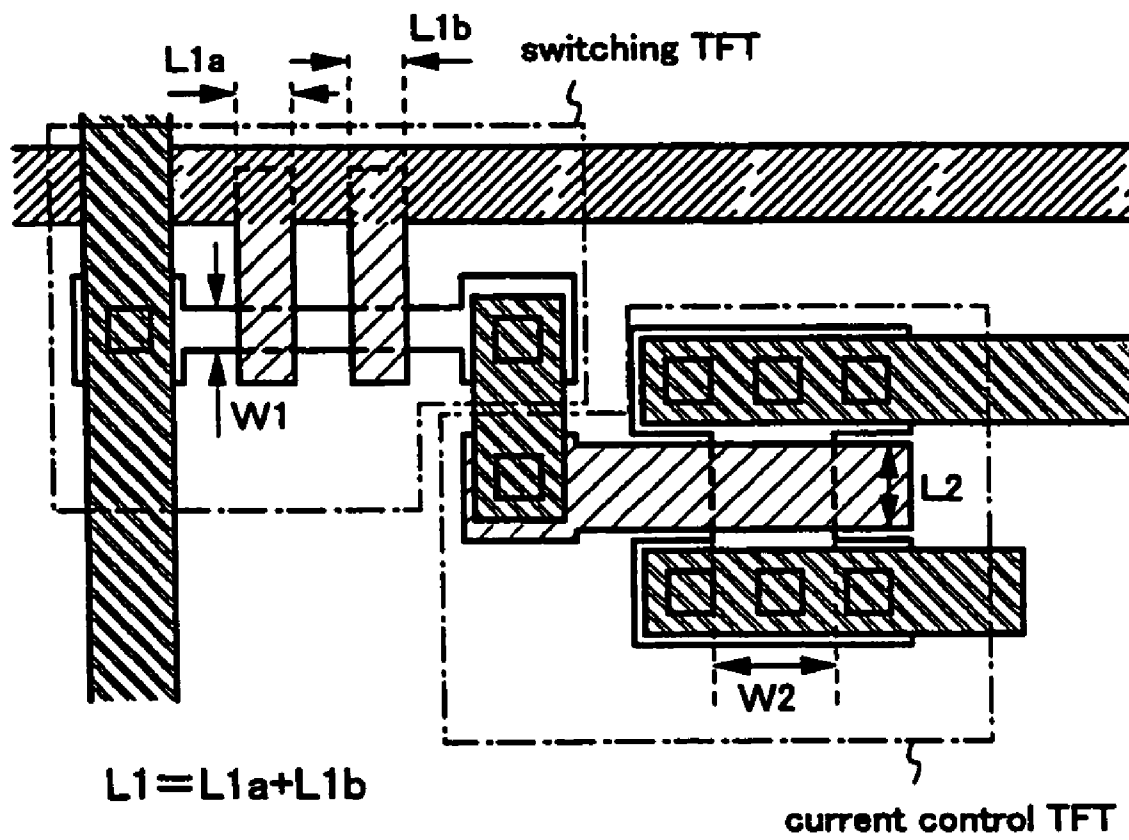 L1b
switching TFT
L1a
W1
L2
W2
L1=L1a+L1b
current control TFT